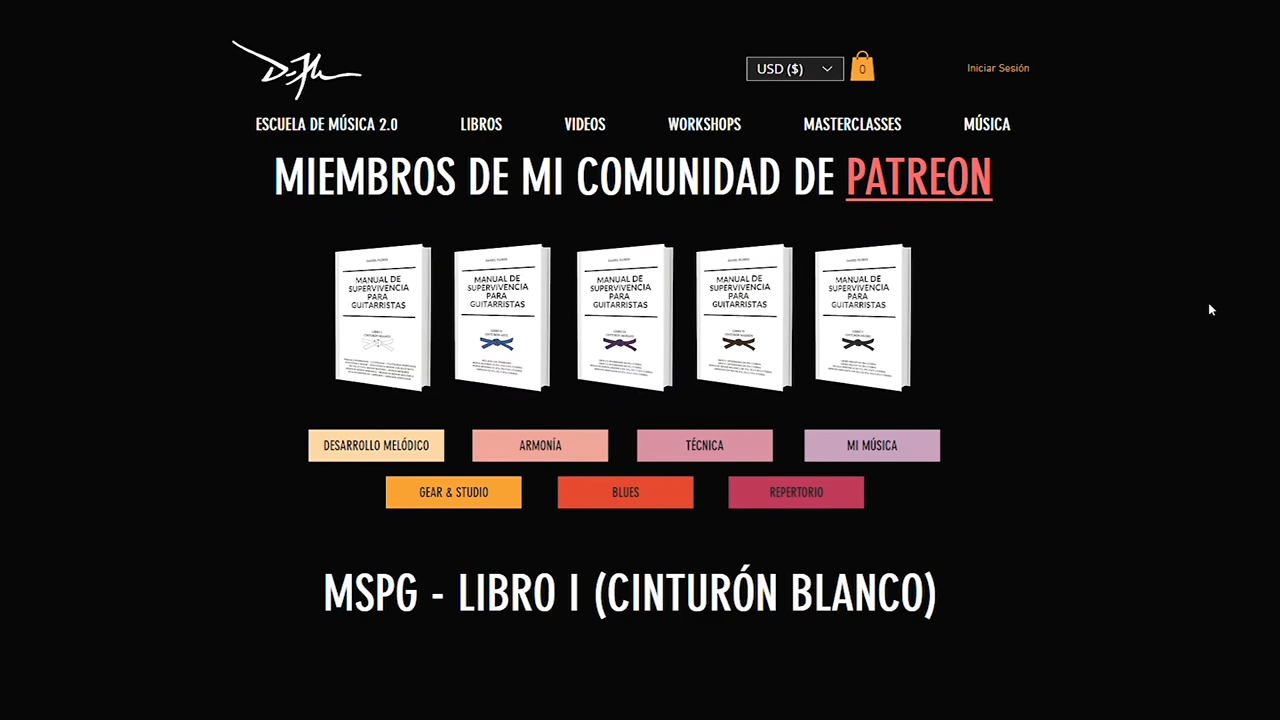 USD ($)
0
Iniciar Sesión
ESCUELA DE MÚSICA 2.0
LIBROS
VIDEOS
WORKSHOPS
MASTERCLASSES
MÚSICA
MIEMBROS DE MI COMUNIDAD DE PATREON
MANUAL DE
SUPERVIVENCIA
PARA
GUITARRISTAS
MANUAL DE
SUPERVIVENCIA
PARA
GUITARRISTAS
MANUAL DE
SUPERVIVENCIA
PARA
GUITARRISTAS
MANUAL DE
SUPERVIVENCIA
PARA
GUITARRISTAS
MANUAL DE
SUPERVIVENCIA
PARA
GUITARRISTAS
DESARROLLO MELÓDICO
ARMONÍA
TÉCNICA
MI MÚSICA
GEAR & STUDIO
BLUES
REPERTORIO
MSPG - LIBRO I (CINTURÓN BLANCO)